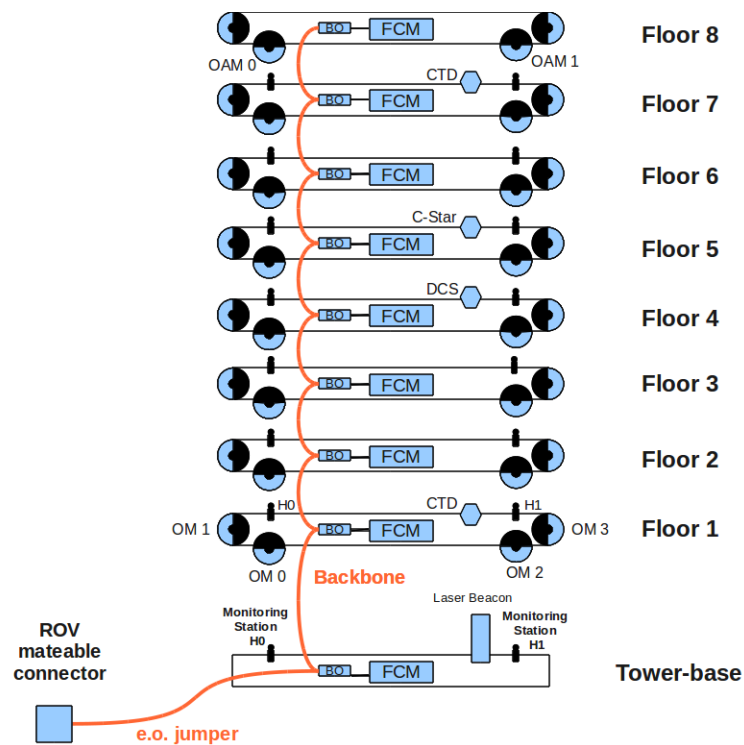 BO FCM Floor 8
OAM 0 OAM 1
CTD
BO FCM Floor 7
BO FCM Floor 6
C-Star
BO FCM Floor 5
DCS
BO FCM Floor 4
BO FCM Floor 3
BO FCM Floor 2
H0 CTD H1
OM 1 BO FCM OM 3 Floor 1
OM 0 OM 2
Backbone
Laser Beacon
Monitoring
Station
H0
Monitoring
Station
H1
ROV
mateable
connector
BO FCM Tower-base
e.o. jumper